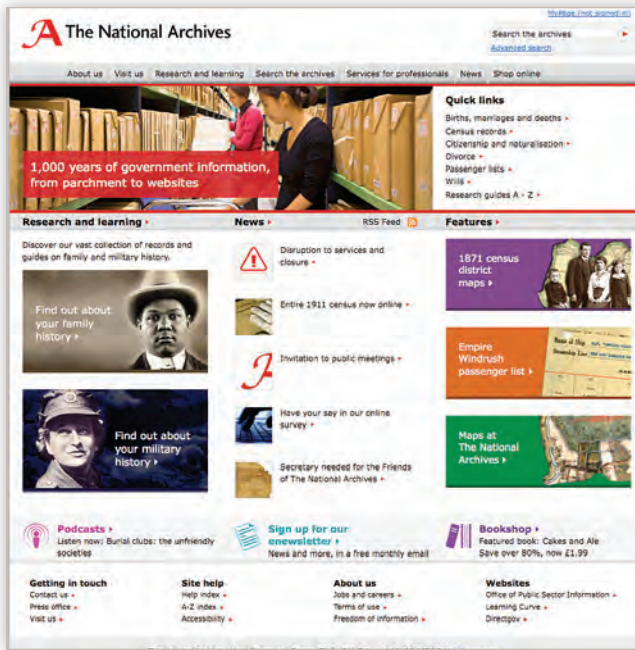 MyPage (not signed in)
The National Archives
Search the archives
Advanced search
About us Visit us Research and learning Search the archives Services for professionals News Shop online
1,000 years of government information,
from parchment to websites
Quick links
Births, marriages and deaths
Census records
Citizenship and naturalisation
Divorce
Passenger lists
Wills
Research guides A - Z
Research and learning
Discover our vast collection of records and
guides on family and military history.
Find out about
your family
history
Find out about
your military
history
News RSS Feed
Disruption to services and
closure
Entire 1911 census now online
Invitation to public meetings
Have your say in our online
survey
Secretary needed for the Friends
of The National Archives
Features
1871 census
district
maps
Empire
Windrush
passenger list
Name of Ship
Maps at
The National
Archives
Podcasts
Listen now: Burial clubs: the unfriendly
societies
Sign up for our
enewsletter
News and more, in a free monthly email
Bookshop
Featured book: Cakes and Ale
Save over 80%, now £1.99
Getting in touch
Contact us
Press office
Visit us
Site help
Help index
A-Z index
Accessibility
About us
Jobs and careers
Terms of use
Freedom of information
Websites
Office of Public Sector Information
Learning Curve
Directgov